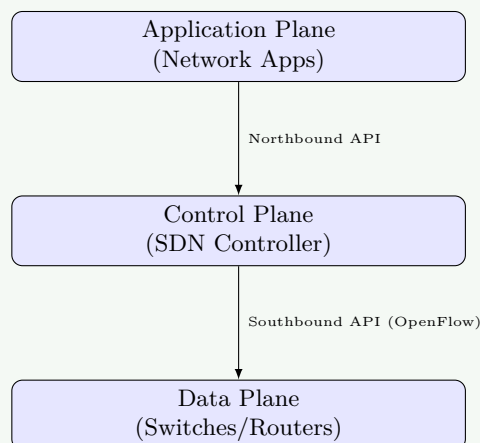 Application Plane
(Network Apps)
Northbound API
Control Plane
(SDN Controller)
Southbound API (OpenFlow)
Data Plane
(Switches/Routers)